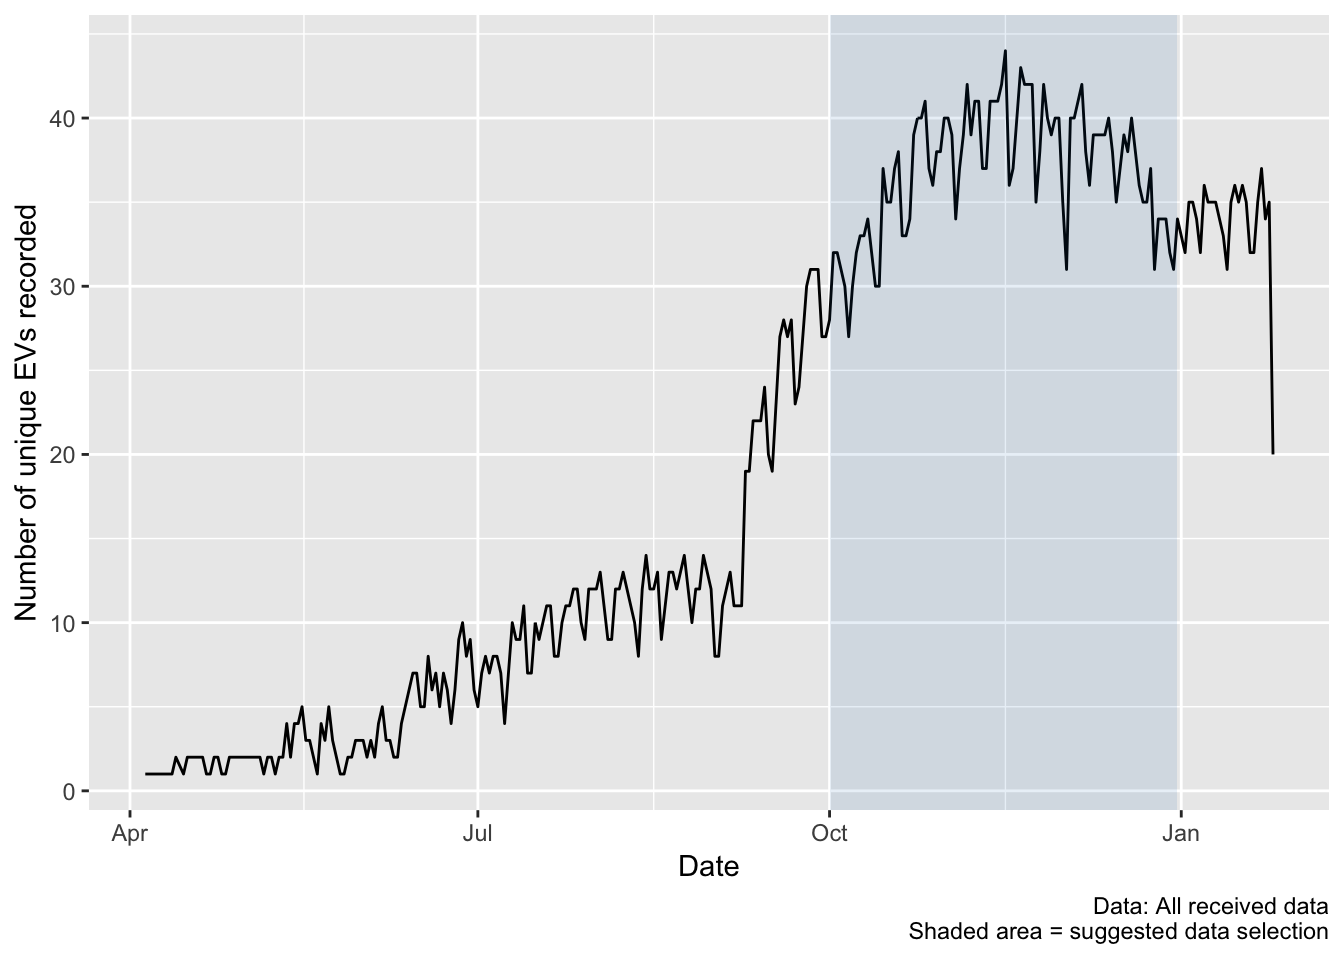 Number of unique EVs recorded
40
30
20
10
0
Apr
Jul
Oct
Jan
Date
Data: All received data
Shaded area = suggested data selection